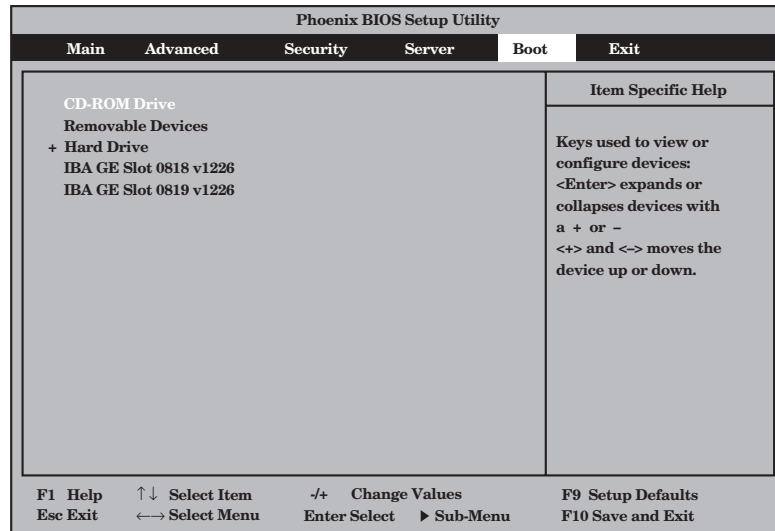 Phoenix BIOS Setup Utility
Main Advanced Security Server Boot Exit
CD-ROM Drive
Removable Devices
+ Hard Drive
IBA GE Slot 0818 v1226
IBA GE Slot 0819 v1226
Item Specific Help
Keys used to view or
configure devices:
<Enter> expands or
collapses devices with
a + or –
<+> and <–> moves the
device up or down.
F1 Help ↑↓ Select Item -/+ Change Values F9 Setup Defaults
Esc Exit ←→ Select Menu Enter Select ▶ Sub-Menu F10 Save and Exit